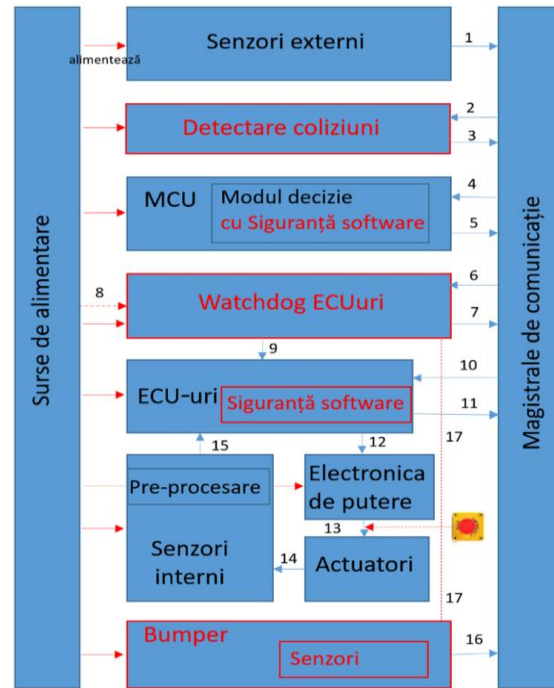 Surse de alimentare
Senzori externi
1
alimentează
Magistrale de comunicație
2
Detectare coliziuni
3
4
MCU
Modul decizie
cu Siguranță software
5
6
8
Watchdog ECUuri
7
9
10
ECU-uri
Siguranță software
11
15
12
17
Pre-procesare
Electronica
de putere
13
Senzori
interni
14
Actuatori
17
Bumper
16
Senzori